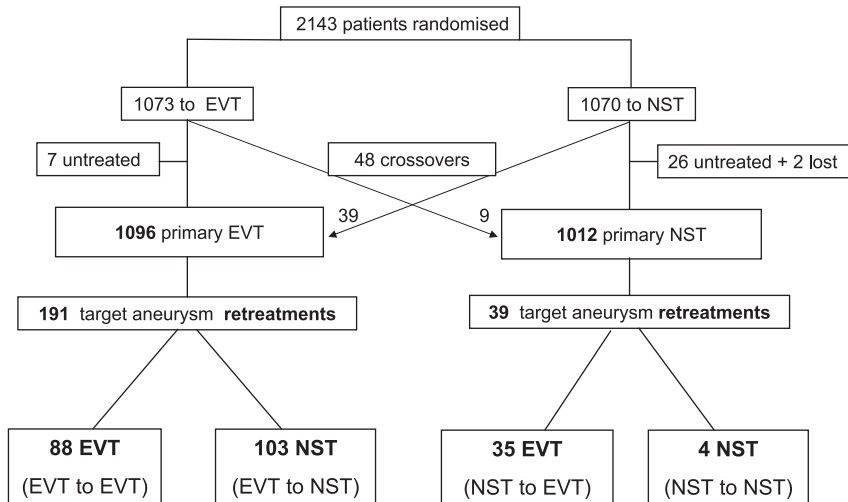 2143 patients randomised
1073 to EVT
1070 to NST
7 untreated
48 crossovers
26 untreated + 2 lost
39
9
1096 primary EVT
1012 primary NST
191 target aneurysm retreatments
39 target aneurysm retreatments
88 EVT
(EVT to EVT)
103 NST
(EVT to NST)
35 EVT
(NST to EVT)
4 NST
(NST to NST)